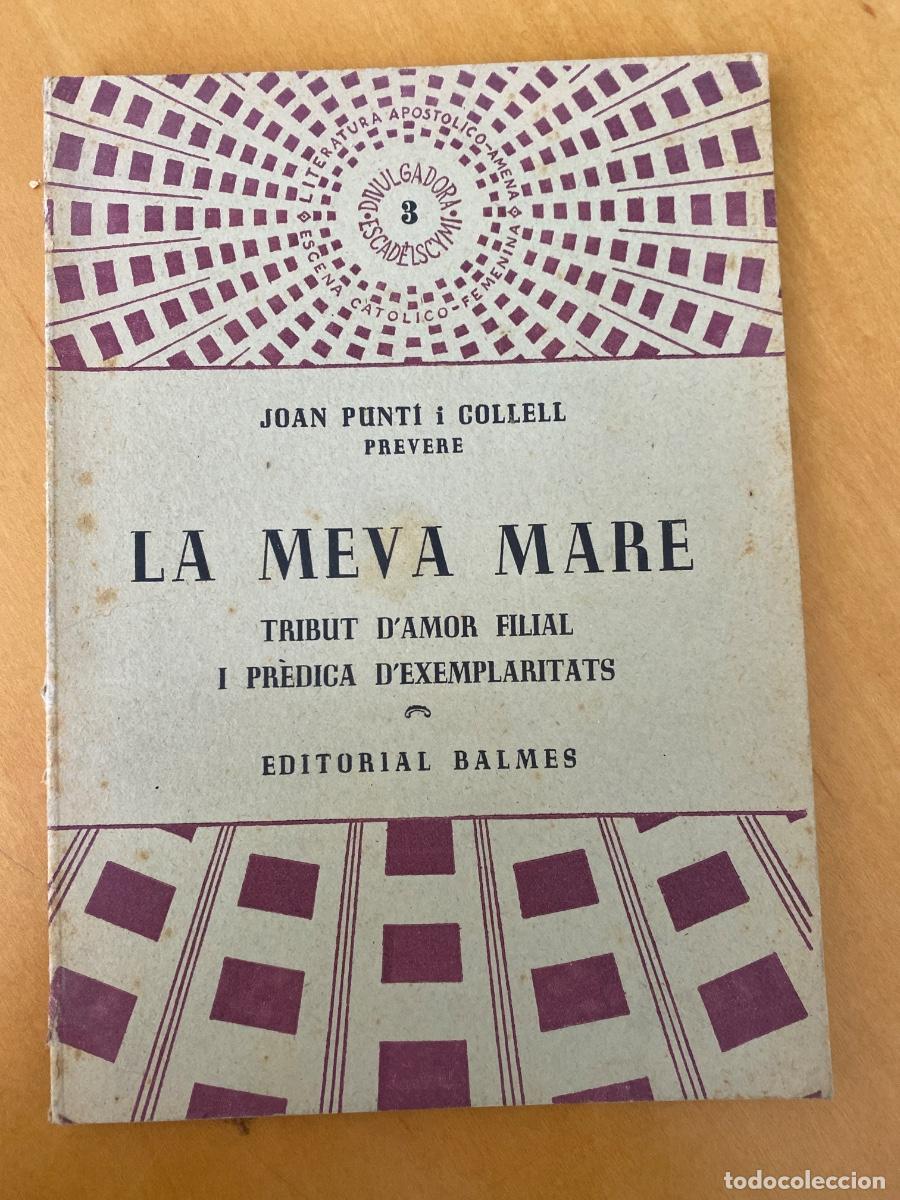 LITERATURA APOSTOLICO-AMENA
ESCENA CATOLICO-FEMENINA
DIVULGADORA
ESCADÈLSCYMI
3
JOAN PUNTÍ i COLLELL
PREVERE
LA MEVA MARE
TRIBUT D'AMOR FILIAL
I PRÈDICA D'EXEMPLARITATS
EDITORIAL BALMES
todocoleccion